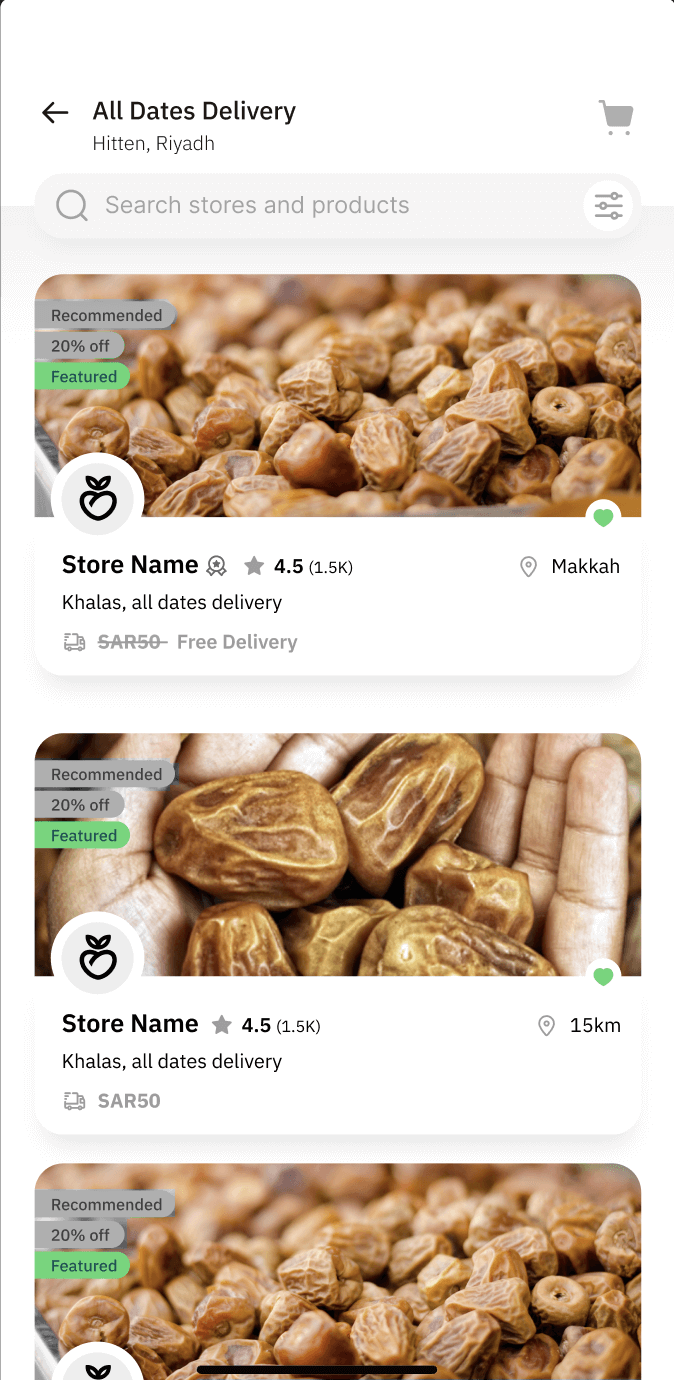 All Dates Delivery
Hitten, Riyadh
Search stores and products
Recommended
20% off
Featured
Store Name 4.5 (1.5K) Makkah
Khalas, all dates delivery
SAR50 Free Delivery
Recommended
20% off
Featured
Store Name 4.5 (1.5K) 15km
Khalas, all dates delivery
SAR50
Recommended
20% off
Featured